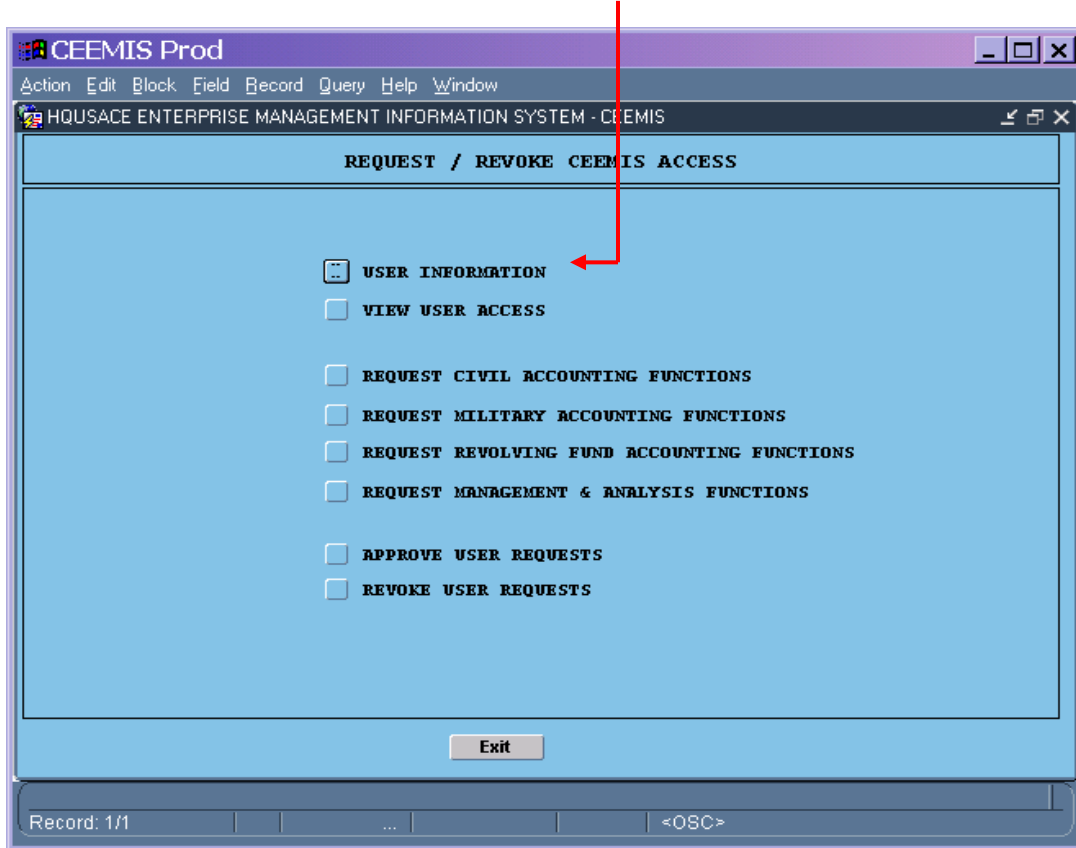 CEEMIS Prod
Action Edit Block Field Record Query Help Window
HQUSACE ENTERPRISE MANAGEMENT INFORMATION SYSTEM - CEEMIS
REQUEST / REVOKE CEEMIS ACCESS
USER INFORMATION
VIEW USER ACCESS
REQUEST CIVIL ACCOUNTING FUNCTIONS
REQUEST MILITARY ACCOUNTING FUNCTIONS
REQUEST REVOLVING FUND ACCOUNTING FUNCTIONS
REQUEST MANAGEMENT & ANALYSIS FUNCTIONS
APPROVE USER REQUESTS
REVOKE USER REQUESTS
Exit
Record: 1/1 ... <OSC>